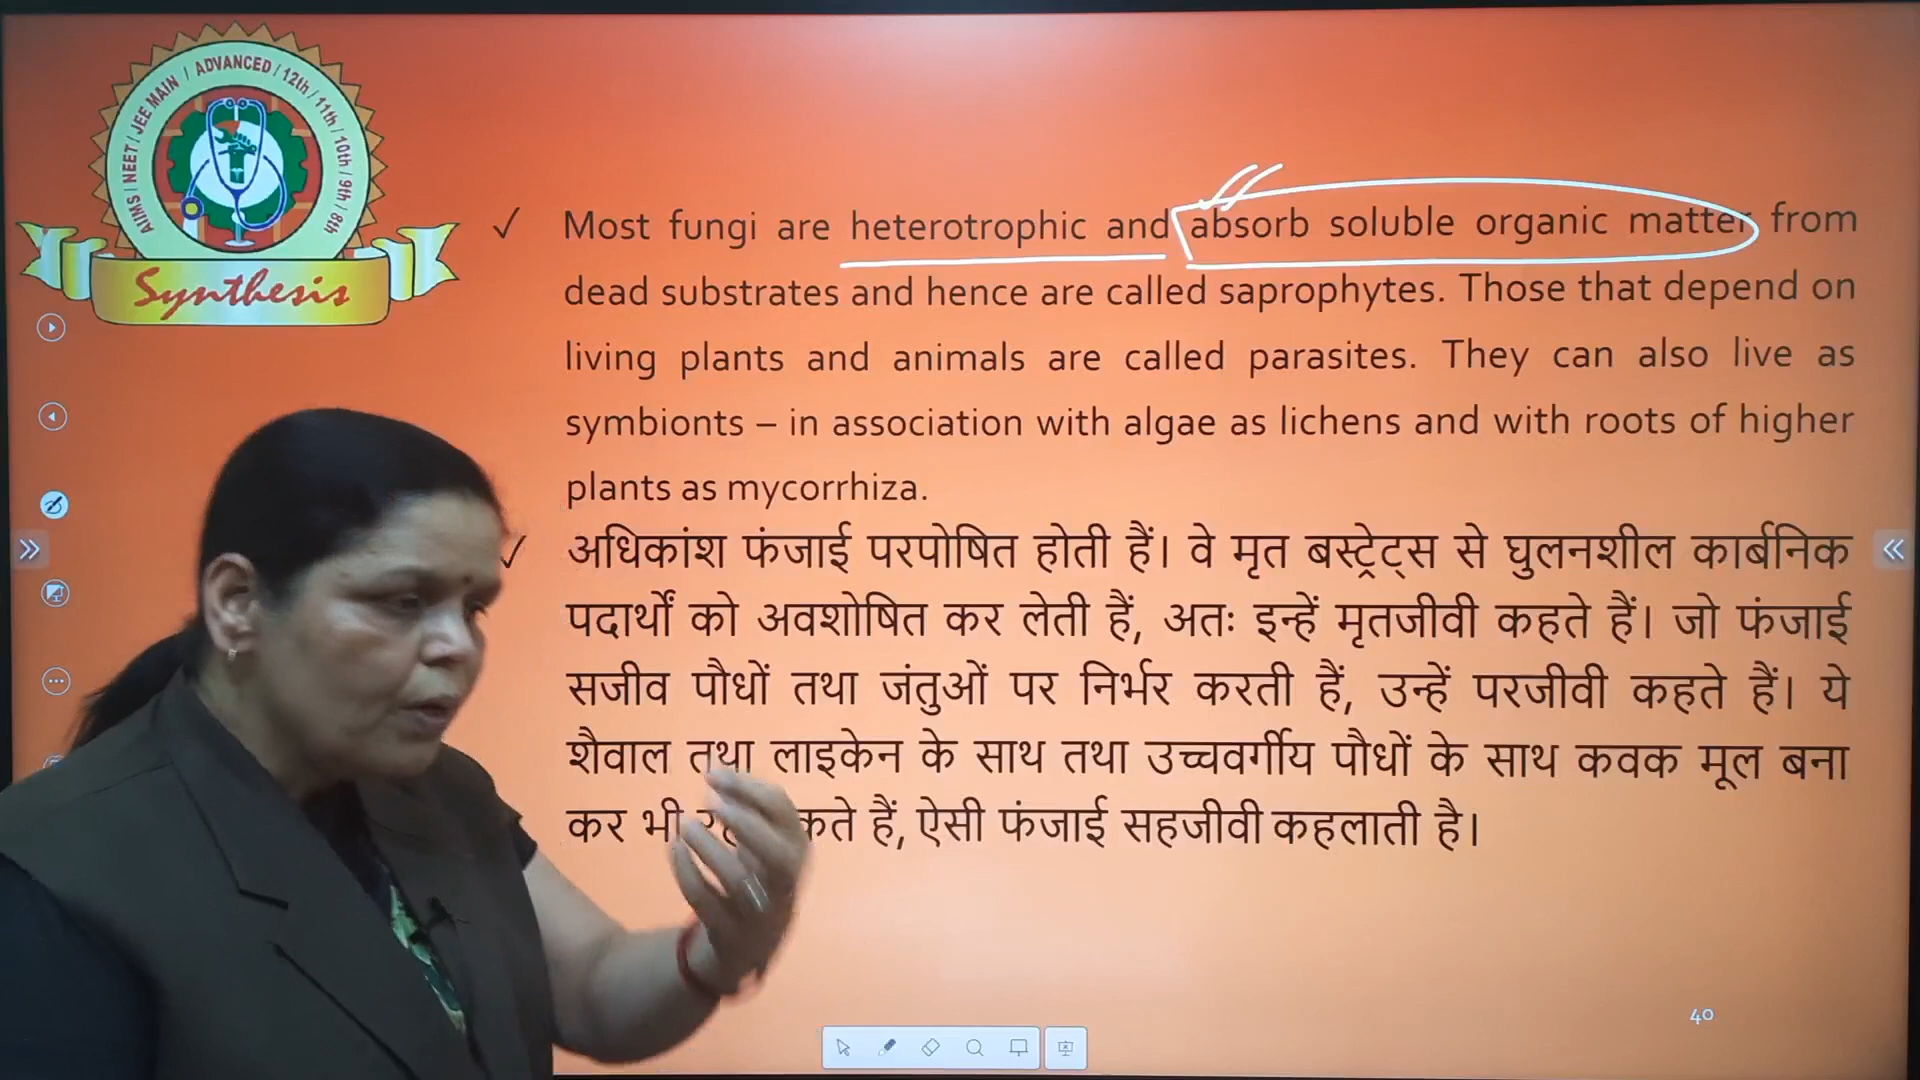 AIIMS / NEET / JEE MAIN / ADVANCED / 12th / 11th / 10th / 9th / 8th
Synthesis
✓ Most fungi are heterotrophic and absorb soluble organic matter from
dead substrates and hence are called saprophytes. Those that depend on
living plants and animals are called parasites. They can also live as
symbionts – in association with algae as lichens and with roots of higher
plants as mycorrhiza.
✓ अधिकांश फंजाई परपोषित होती हैं। वे मृत बस्ट्रेट्स से घुलनशील कार्बनिक
पदार्थों को अवशोषित कर लेती हैं, अतः इन्हें मृतजीवी कहते हैं। जो फंजाई
सजीव पौधों तथा जंतुओं पर निर्भर करती हैं, उन्हें परजीवी कहते हैं। ये
शैवाल तथा लाइकेन के साथ तथा उच्चवर्गीय पौधों के साथ कवक मूल बना
कर भी हैं, ऐसी फंजाई सहजीवी कहलाती है।
40